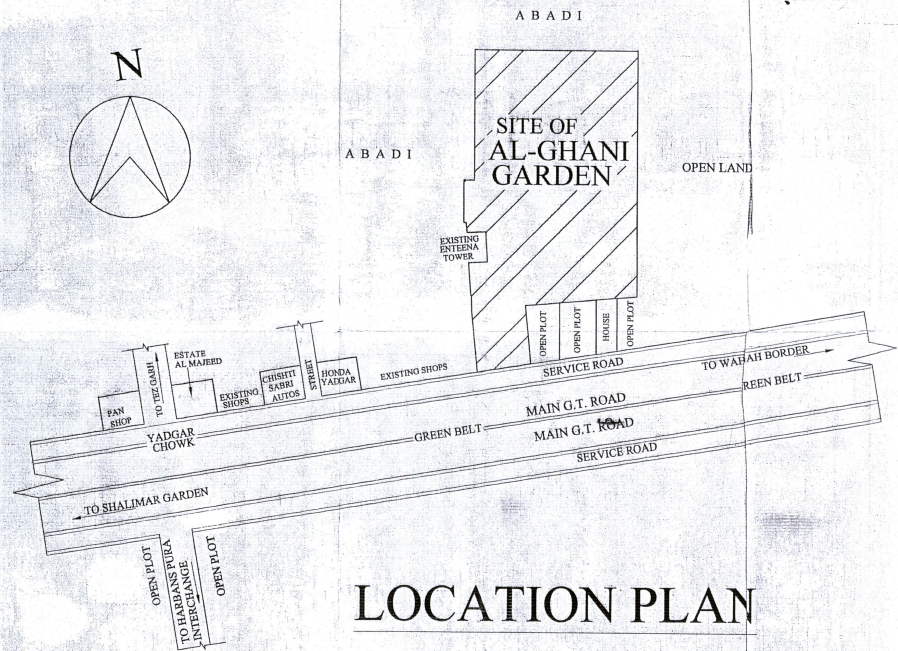 ABADI
N
ABADI
SITE OF
AL-GHANI
GARDEN
OPEN LAND
EXISTING
ENTEENA
TOWER
OPEN PLOT
OPEN PLOT
HOUSE
OPEN PLOT
PAN
SHOP
TO TEZ GARH
ESTATE
AL MAJEED
EXISTING
SHOPS
CHISHTI
SABRI
AUTOS
STREET
HONDA
YADGAR
EXISTING SHOPS
SERVICE ROAD
TO WAHAH BORDER
YADGAR
CHOWK
GREEN BELT
MAIN G.T. ROAD
REEN BELT
MAIN G.T. ROAD
SERVICE ROAD
TO SHALIMAR GARDEN
OPEN PLOT
TO HARBANS PURA
INTERCHANGE
OPEN PLOT
LOCATION PLAN